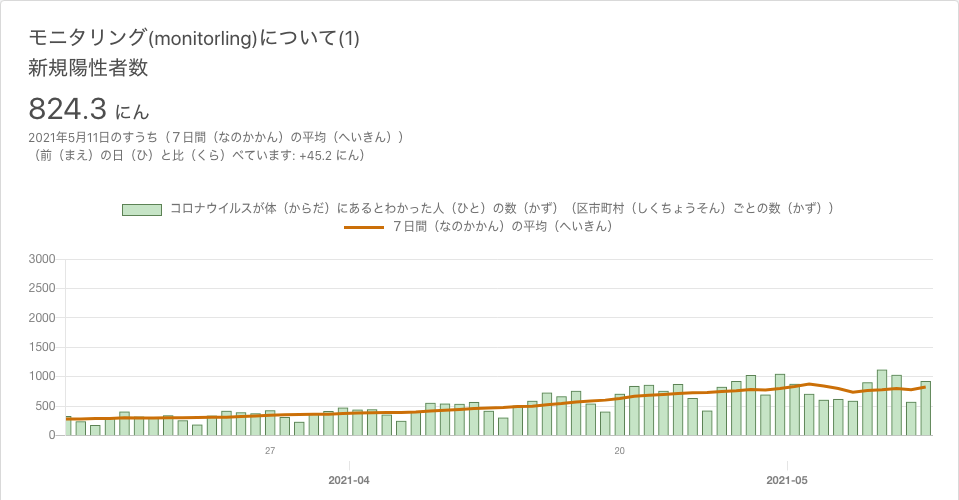 モニタリング(monitorling)について(1)
新規陽性者数
824.3 にん
2021年5月11日のすうち（７日間（なのかかん）の平均（へいきん））
（前（まえ）の日（ひ）と比（くら）べています: +45.2 にん）
コロナウイルスが体（からだ）にあるとわかった人（ひと）の数（かず）（区市町村（しくちょうそん）ごとの数（かず））
７日間（なのかかん）の平均（へいきん）
3000
2500
2000
1500
1000
500
0
27
20
2021-04
2021-05